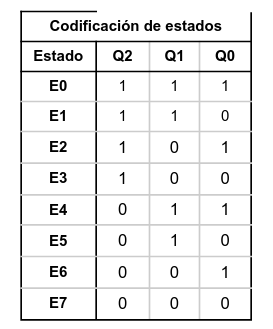 Codificación de estados
Estado Q2 Q1 Q0
E0 1 1 1
E1 1 1 0
E2 1 0 1
E3 1 0 0
E4 0 1 1
E5 0 1 0
E6 0 0 1
E7 0 0 0